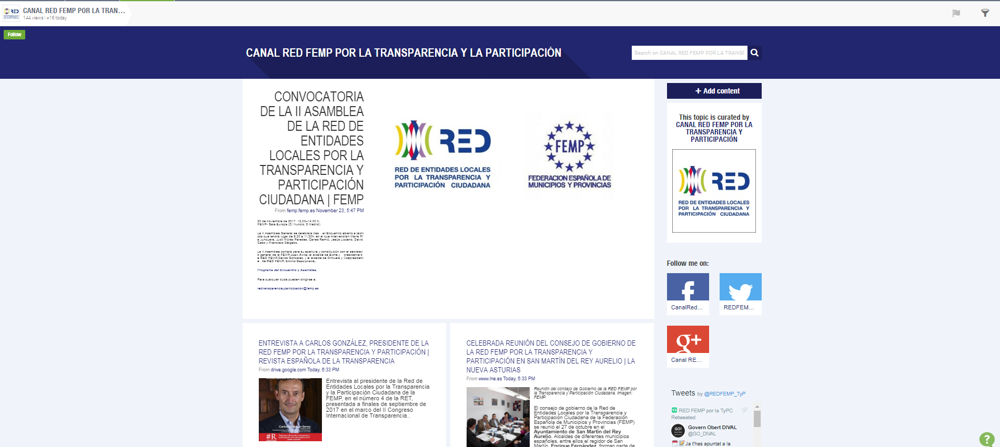 CANAL RED FEMP POR LA TRAN...
144 views | +16 today
Follow
CANAL RED FEMP POR LA TRANSPARENCIA Y LA PARTICIPACIÓN
Search on CANAL RED FEMP POR LA TRANSP
CONVOCATORIA
DE LA II ASAMBLEA
DE LA RED DE
ENTIDADES
LOCALES POR LA
TRANSPARENCIA Y
PARTICIPACIÓN
CIUDADANA | FEMP
From femp.femp.es November 23, 5:47 PM
30 de noviembre de 2017. 12,00–14:00 h.
FEMP- Sala Europa (C/ Nuncio, 8 Madrid)
La II Asamblea General se celebrará tras el Encuentro abierto a técni
cos que tendrá lugar de 9,30 a 11,30h. en el que intervendrán María Pí
a Junquera, Judit Flórez Paredes, Carles Ramió, Jesús Lizcano, David
Cabo y Francisco Delgado.
La II Asamblea contará para su apertura y constitución con el secretari
o general de la FEMP,Juan Ávila; el alcalde de Elche y presidente d
e RED FEMP,Carlos González, y el alcalde de Orihuela y vicepresident
e de RED FEMP, Emilio Bascuñana..
Programa del Encuentro y Asamblea.
Para cualquier duda pueden dirigirse a:
redtransparenciayparticipacion@femp.es
RED
RED DE ENTIDADES LOCALES
POR LA TRANSPARENCIA Y
PARTICIPACIÓN CIUDADANA
FEMP
FEDERACION ESPAÑOLA DE
MUNICIPIOS Y PROVINCIAS
+ Add content
This topic is curated by
CANAL RED FEMP POR LA
TRANSPARENCIA Y
PARTICIPACIÓN
RED
RED DE ENTIDADES LOCALES
POR LA TRANSPARENCIA Y
PARTICIPACIÓN CIUDADANA
Follow me on:
CanalRed...
REDFEM...
Canal RE...
ENTREVISTA A CARLOS GONZÁLEZ, PRESIDENTE DE LA
RED FEMP POR LA TRANSPARENCIA Y PARTICIPACIÓN |
REVISTA ESPAÑOLA DE LA TRANSPARENCIA
From drive.google.com Today, 6:33 PM
Carlos González Serna
#R
Entrevista al presidente de la Red de
Entidades Locales por la Transparencia
y la Participación Ciudadana de la
FEMP, en el número 4 de la RET,
presentada a finales de septiembre de
2017 en el marco del II Congreso
Internacional de Transparencia..
CELEBRADA REUNIÓN DEL CONSEJO DE GOBIERNO DE
LA RED FEMP POR LA TRANSPARENCIA Y
PARTICIPACIÓN EN SAN MARTÍN DEL REY AURELIO | LA
NUEVA ASTURIAS
From www.lne.es Today, 6:33 PM
Reunión del consejo de Gobierno de la RED FEMP por
la Transparencia y Participación Ciudadana. Imagen:
FEMP.
El consejo de gobierno de la Red de
Entidades Locales por la Transparencia y
Participación Ciudadana de la Federación
Española de Municipios y Provincias (FEMP)
se reunió el 27 de octubre en el
Ayuntamiento de San Martín del Rey
Aurelio. Alcaldes de diferentes municipios
españoles, entre ellos el regidor de San
Martín, Enrique Fernández, forman parte de
Tweets by @REDFEMP_TyP
RED FEMP por la TyPC
Retweeted
GO!
Govern Obert DIVAL
@GO_DIVAL
Ja t'has apuntat a la